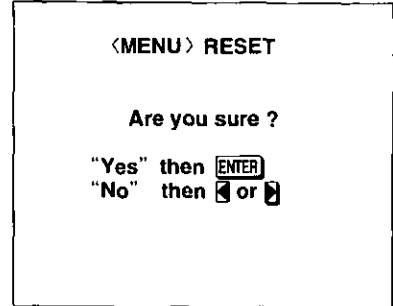 〈MENU〉 RESET
Are you sure ?
"Yes" then ENTER
"No" then ◀ or ▶